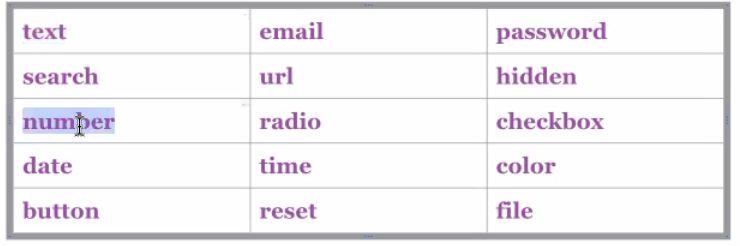 text email password
search url hidden
number radio checkbox
date time color
button reset file